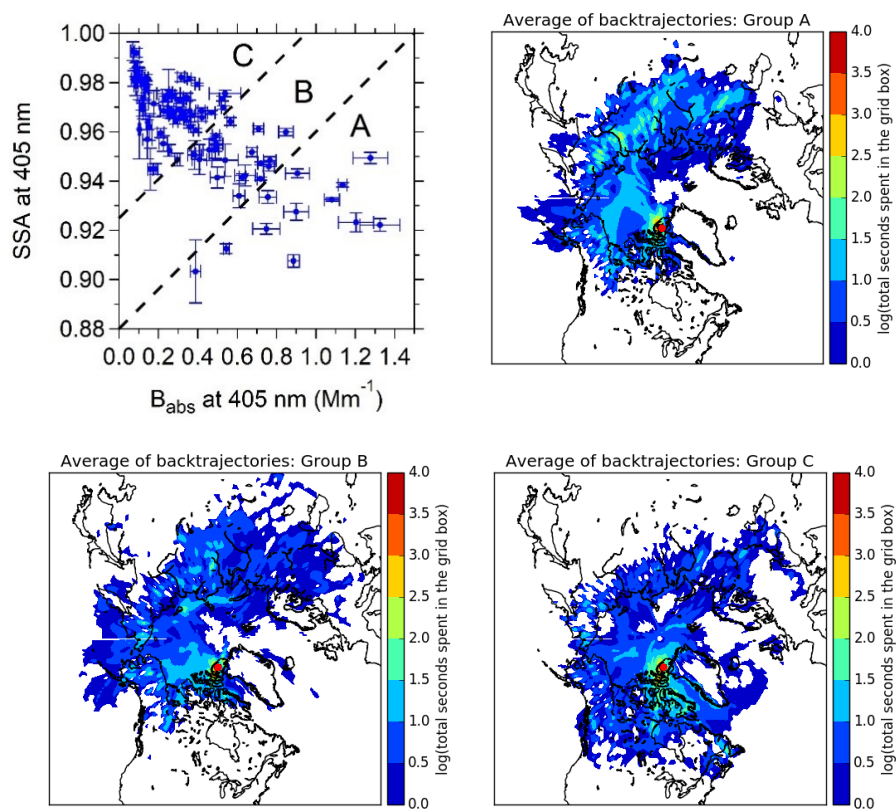 SSA at 405 nm
1.00
0.98
0.96
0.94
0.92
0.90
0.88
C
B
A
0.0 0.2 0.4 0.6 0.8 1.0 1.2 1.4
B_abs at 405 nm (Mm⁻¹)
Average of backtrajectories: Group A
4.0
3.5
3.0
2.5
2.0
1.5
1.0
0.5
0.0
log(total seconds spent in the grid box)
Average of backtrajectories: Group B
4.0
3.5
3.0
2.5
2.0
1.5
1.0
0.5
0.0
log(total seconds spent in the grid box)
Average of backtrajectories: Group C
4.0
3.5
3.0
2.5
2.0
1.5
1.0
0.5
0.0
log(total seconds spent in the grid box)